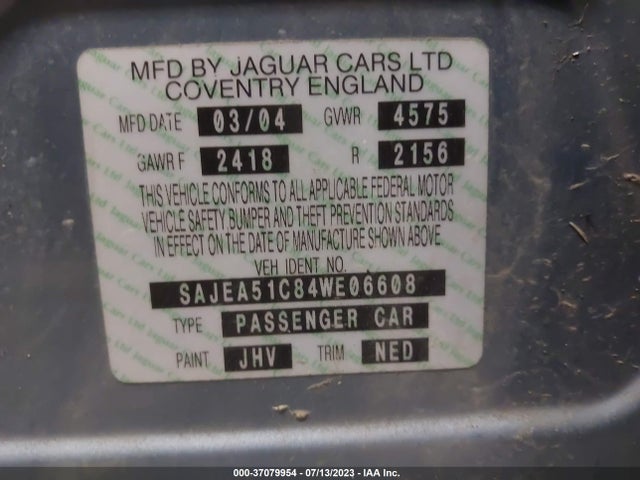 MFD BY JAGUAR CARS LTD
COVENTRY ENGLAND
MFD DATE 03/04 GVWR 4575
GAWR F 2418 R 2156
THIS VEHICLE CONFORMS TO ALL APPLICABLE FEDERAL MOTOR
VEHICLE SAFETY, BUMPER AND THEFT PREVENTION STANDARDS
IN EFFECT ON THE DATE OF MANUFACTURE SHOWN ABOVE
VEH IDENT NO.
SAJEA51C84WE06608
TYPE PASSENGER CAR
PAINT JHV TRIM NED
000-37079954 - 07/13/2023 - IAA Inc.